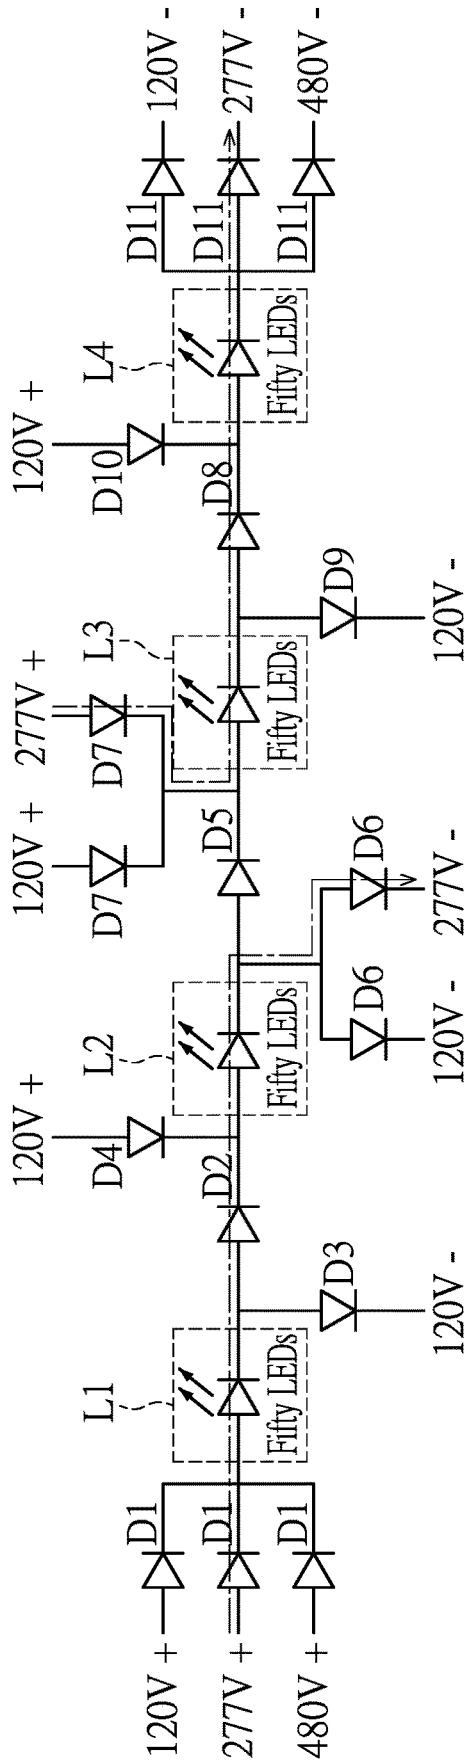 120V +
277V +
480V +
D1
D1
D1
L1
Fifty LEDs
D3
120V -
D2
120V +
D4
L2
Fifty LEDs
D6
D6
120V -
277V -
D5
120V +
277V +
D7
D7
L3
Fifty LEDs
D9
120V -
D8
120V +
D10
L4
Fifty LEDs
D11
D11
D11
120V -
277V -
480V -